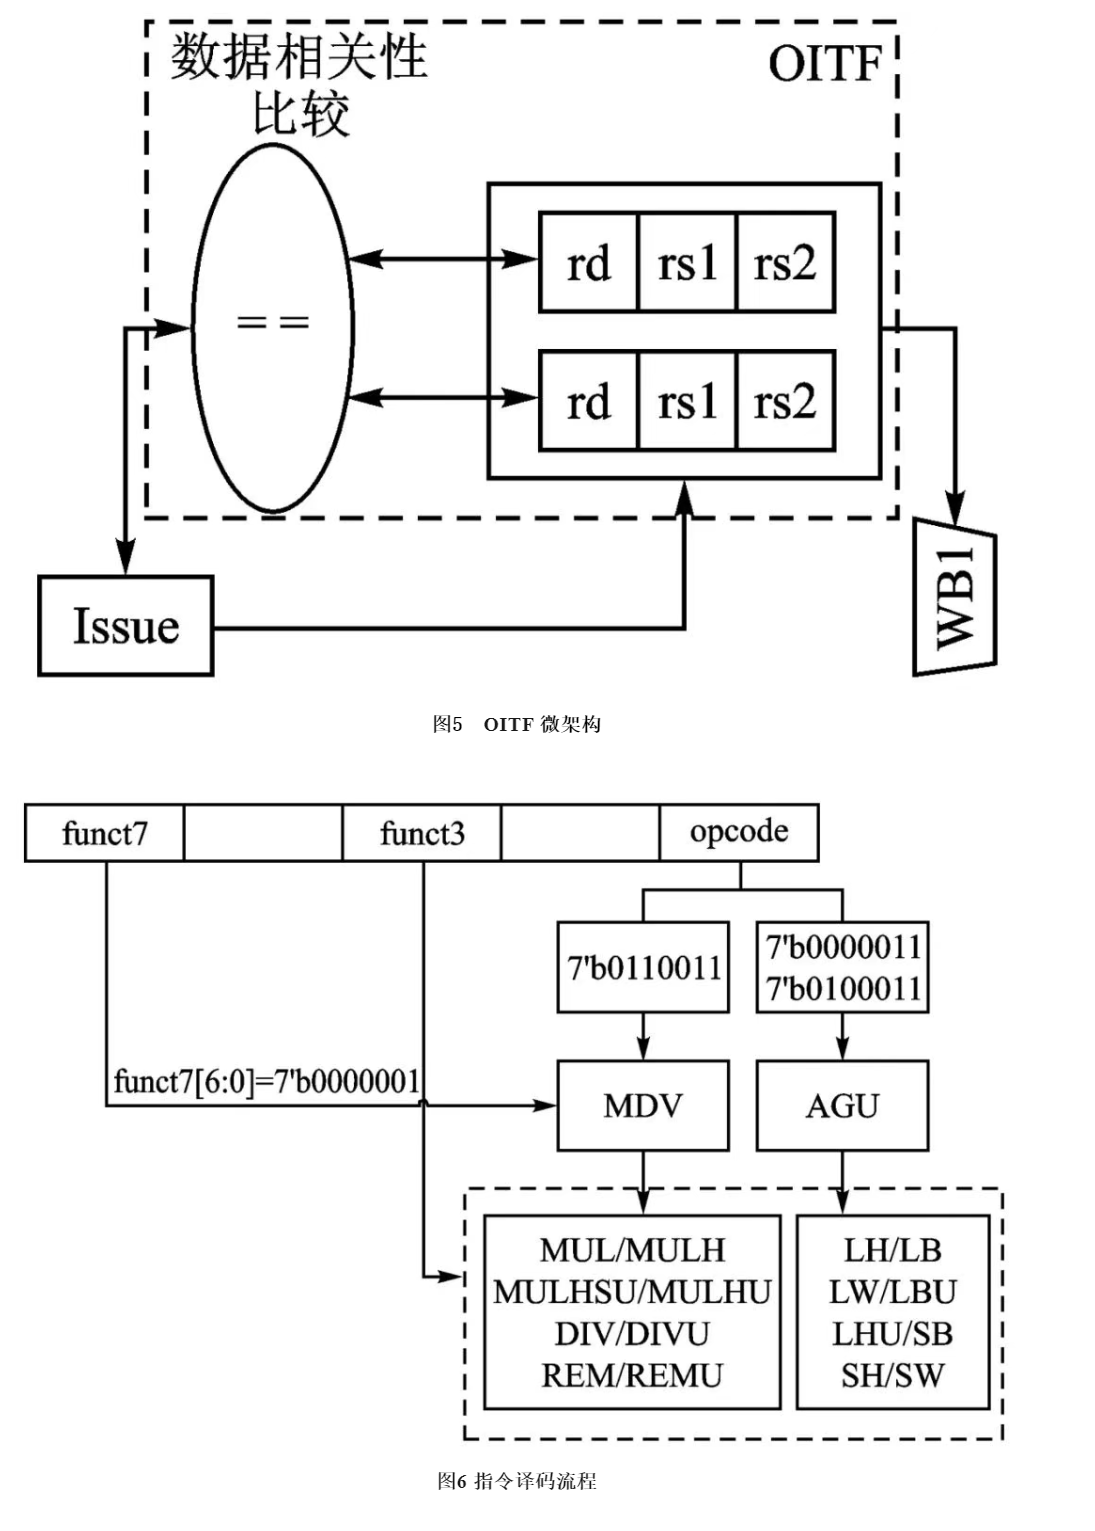 数据相关性
比较
OITF
==
rd rs1 rs2
rd rs1 rs2
Issue
WB1
图5 OITF 微架构
funct7 funct3 opcode
7'b0110011
7'b0000011
7'b0100011
funct7[6:0]=7'b0000001
MDV
AGU
MUL/MULH
MULHSU/MULHU
DIV/DIVU
REM/REMU
LH/LB
LW/LBU
LHU/SB
SH/SW
图6 指令译码流程